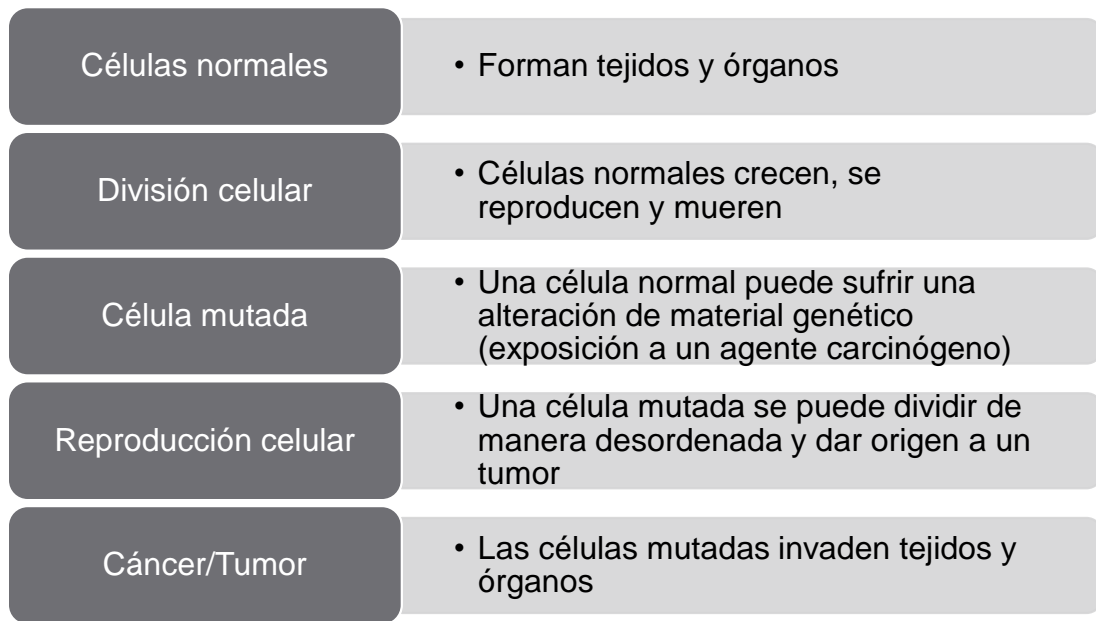 Células normales
• Forman tejidos y órganos
División celular
• Células normales crecen, se
reproducen y mueren
Célula mutada
• Una célula normal puede sufrir una
alteración de material genético
(exposición a un agente carcinógeno)
Reproducción celular
• Una célula mutada se puede dividir de
manera desordenada y dar origen a un
tumor
Cáncer/Tumor
• Las células mutadas invaden tejidos y
órganos